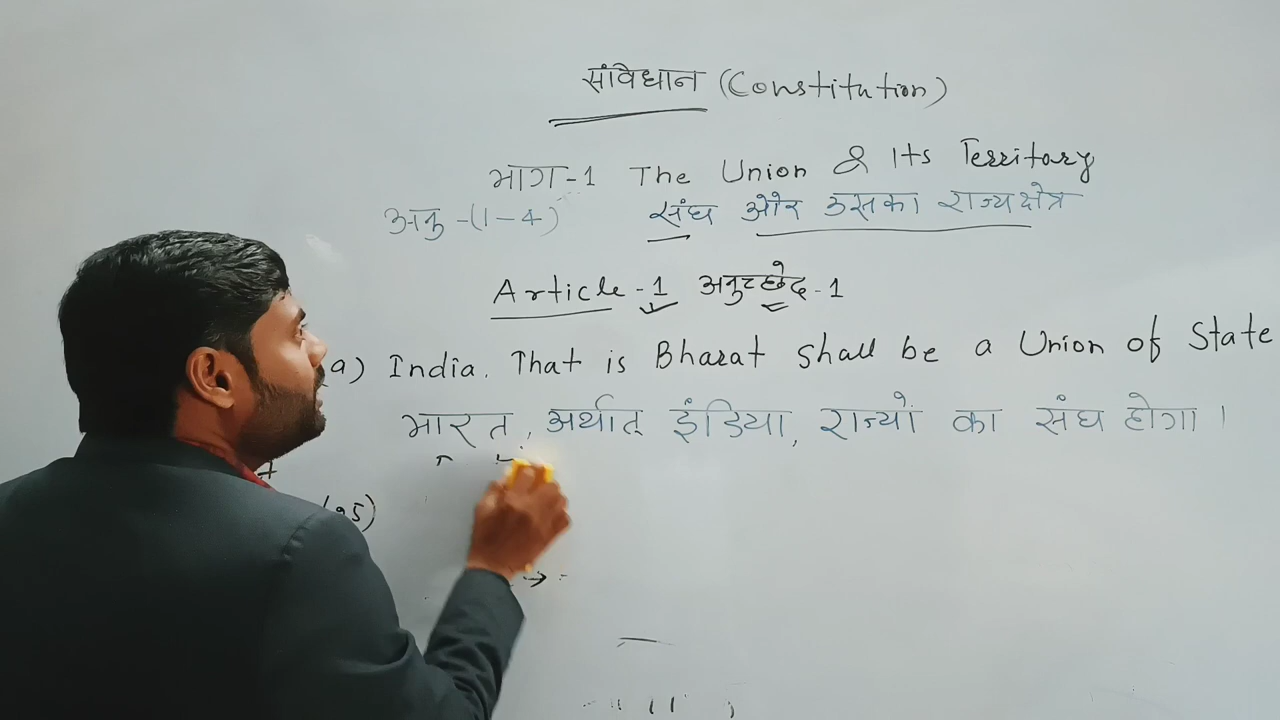 संविधान (Constitution)
भाग-1 The Union & Its Territory
अनु-(1-4) संघ और उसका राज्यक्षेत्र
Article-1 अनुच्छेद-1
a) India. That is Bharat Shall be a Union of State
भारत, अर्थात् इंडिया, राज्यों का संघ होगा।